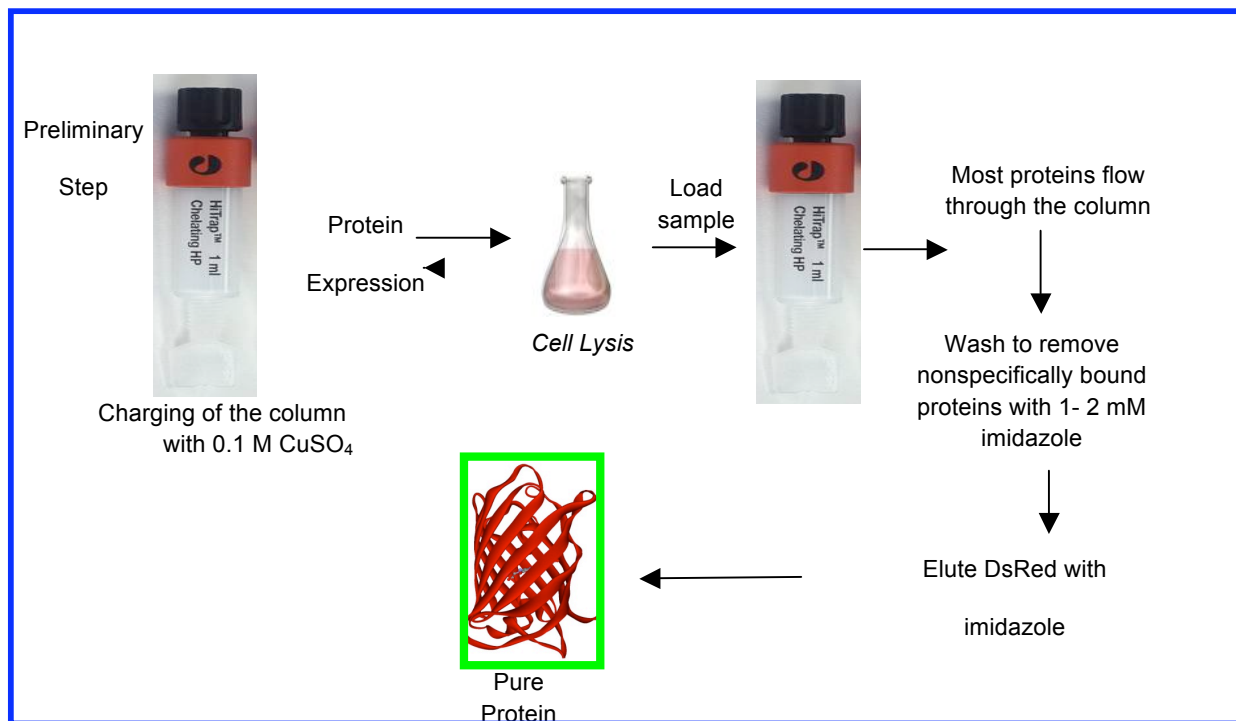 Preliminary
Step
HiTrap™ 1 ml
Chelating HP
Charging of the column
with 0.1 M CuSO₄
Protein
Expression
Cell Lysis
Load
sample
HiTrap™ 1 ml
Chelating HP
Most proteins flow
through the column
Wash to remove
nonspecifically bound
proteins with 1- 2 mM
imidazole
Elute DsRed with
imidazole
Pure
Protein